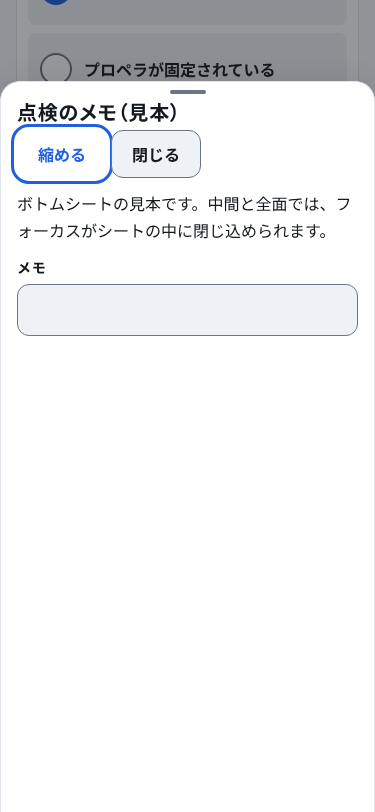 プロペラが固定されている
点検のメモ（見本）
縮める
閉じる
ボトムシートの見本です。中間と全面では、フ
ォーカスがシートの中に閉じ込められます。
メモ